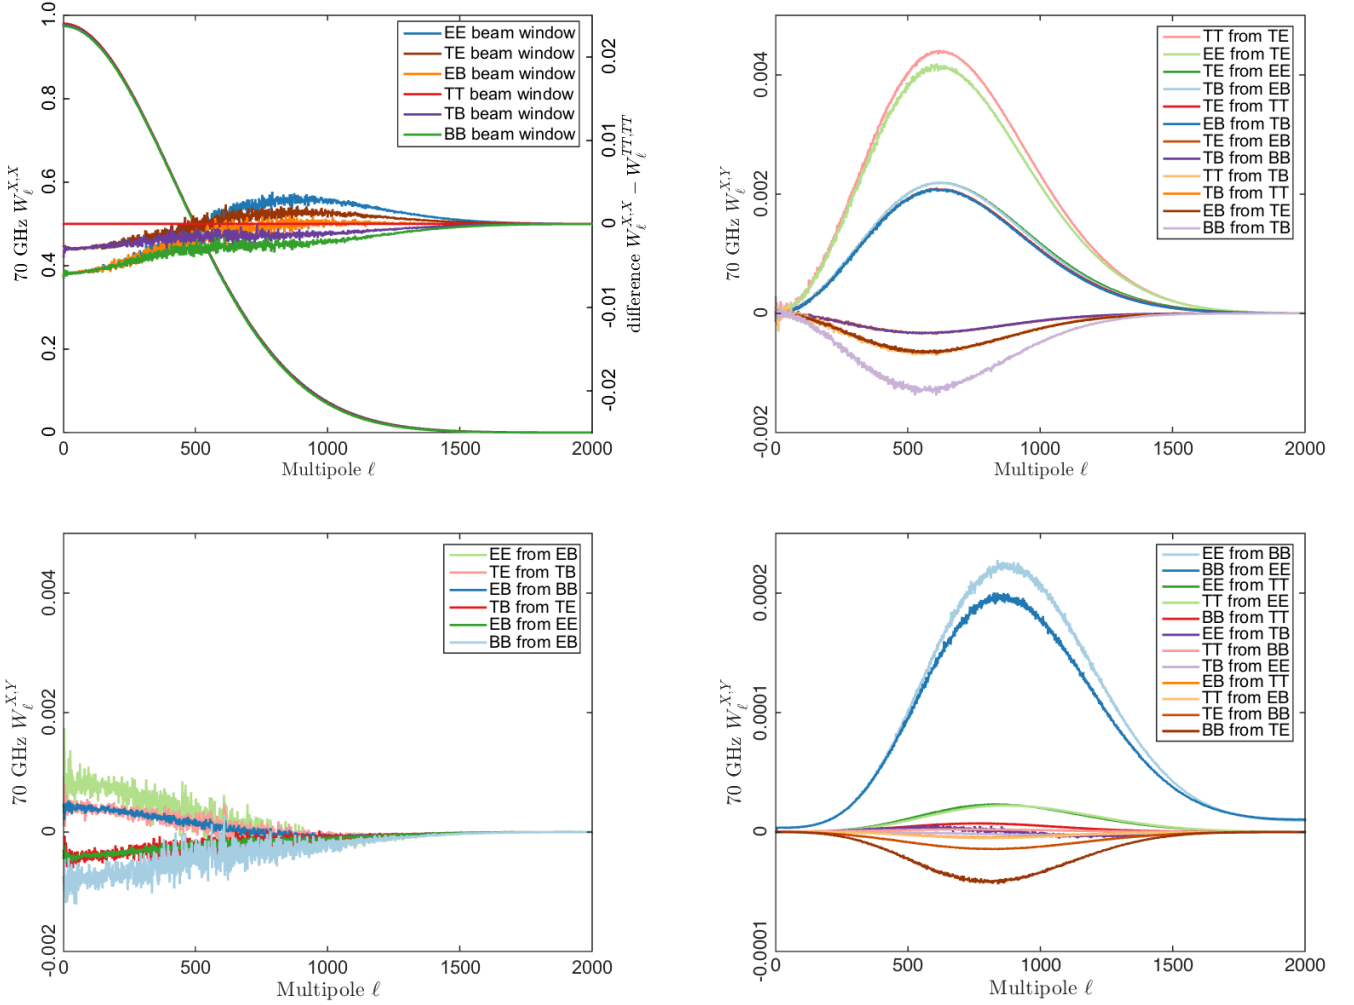 1.0
0.8
0.6
0.4
0.2
0
70 GHz W_ℓ^{X,X}
EE beam window
TE beam window
EB beam window
TT beam window
TB beam window
BB beam window
0.02
0.01
0
-0.01
-0.02
difference W_ℓ^{X,X} − W_ℓ^{TT,TT}
0 500 1000 1500 2000
Multipole ℓ
0.004
0.002
0
-0.002
70 GHz W_ℓ^{X,Y}
TT from TE
EE from TE
TE from EE
TB from EB
TE from TT
EB from TB
TE from EB
TB from BB
TT from TB
TB from TT
EB from TE
BB from TB
0 500 1000 1500 2000
Multipole ℓ
0.004
0.002
0
-0.002
70 GHz W_ℓ^{X,Y}
EE from EB
TE from TB
EB from BB
TB from TE
EB from EE
BB from EB
0 500 1000 1500 2000
Multipole ℓ
0.0002
0.0001
0
-0.0001
70 GHz W_ℓ^{X,Y}
EE from BB
BB from EE
EE from TT
TT from EE
BB from TT
EE from TB
TT from BB
TB from EE
EB from TT
TT from EB
TE from BB
BB from TE
0 500 1000 1500 2000
Multipole ℓ